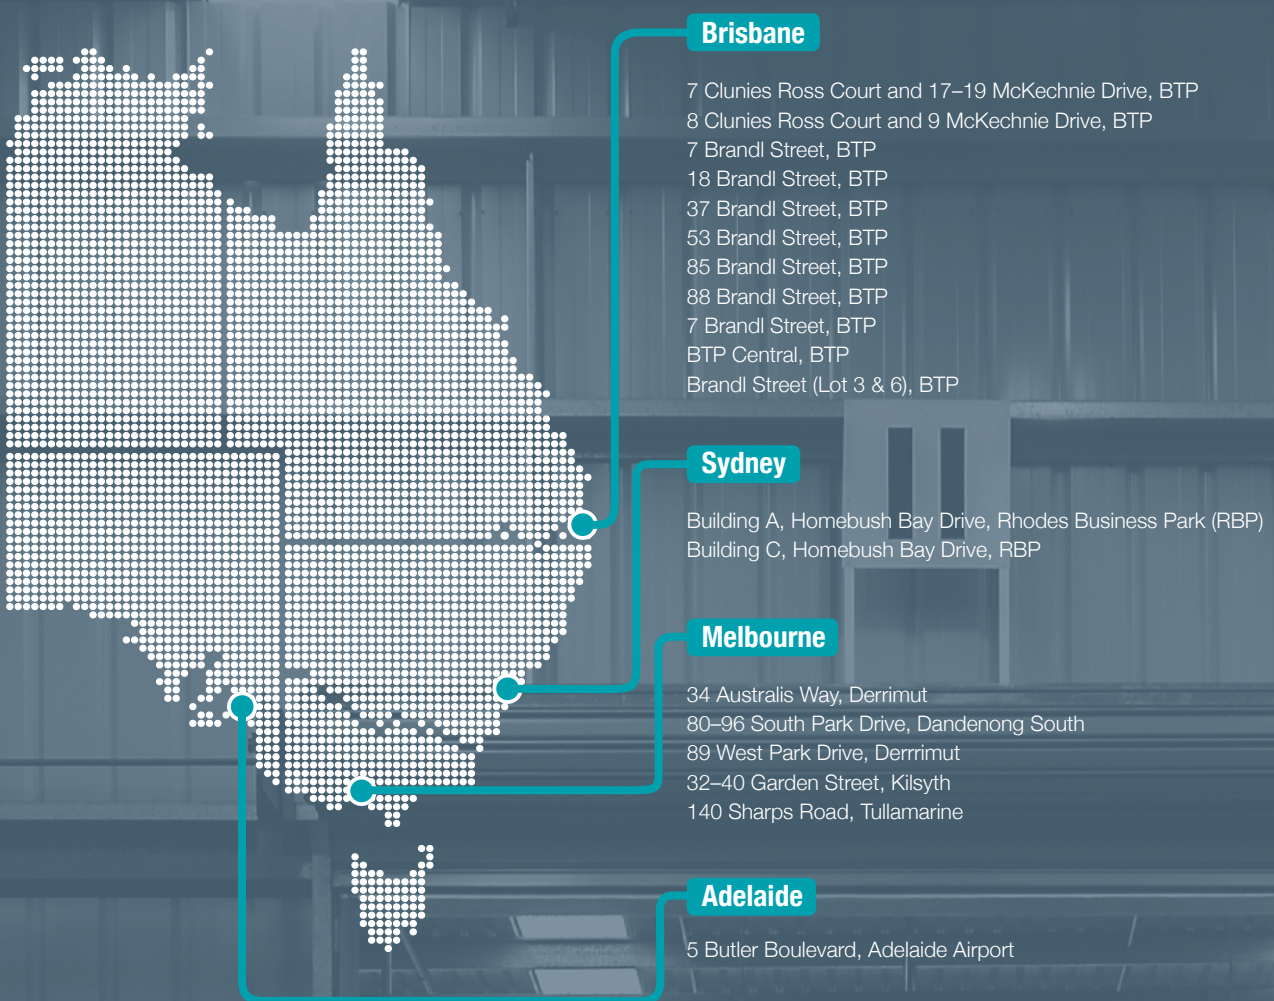 Brisbane
7 Clunies Ross Court and 17–19 McKechnie Drive, BTP
8 Clunies Ross Court and 9 McKechnie Drive, BTP
7 Brandl Street, BTP
18 Brandl Street, BTP
37 Brandl Street, BTP
53 Brandl Street, BTP
85 Brandl Street, BTP
88 Brandl Street, BTP
7 Brandl Street, BTP
BTP Central, BTP
Brandl Street (Lot 3 & 6), BTP
Sydney
Building A, Homebush Bay Drive, Rhodes Business Park (RBP)
Building C, Homebush Bay Drive, RBP
Melbourne
34 Australis Way, Derrimut
80–96 South Park Drive, Dandenong South
89 West Park Drive, Derrrimut
32–40 Garden Street, Kilsyth
140 Sharps Road, Tullamarine
Adelaide
5 Butler Boulevard, Adelaide Airport